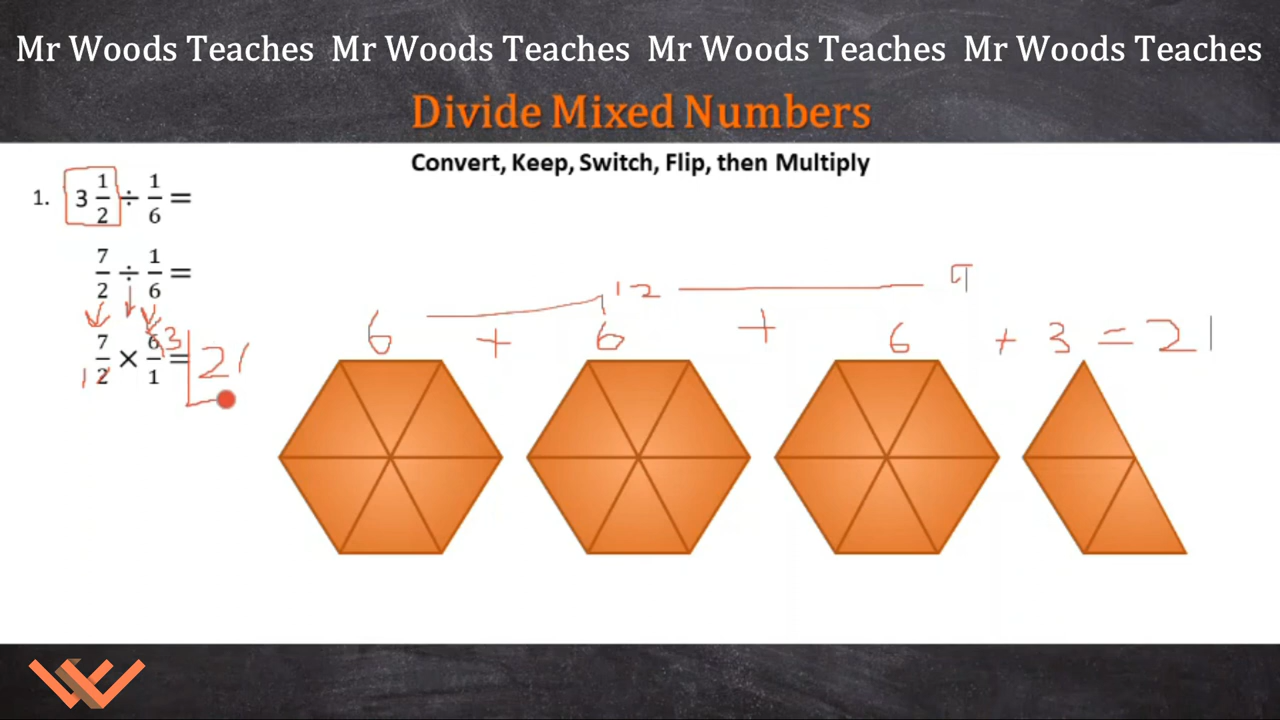 Mr Woods Teaches Mr Woods Teaches Mr Woods Teaches Mr Woods Teaches
Divide Mixed Numbers
Convert, Keep, Switch, Flip, then Multiply
1. 3 1/2 ÷ 1/6 =
7/2 ÷ 1/6 =
7/2 × 6/1 = 21
1 3
12 9
6 + 6 + 6 + 3 = 21